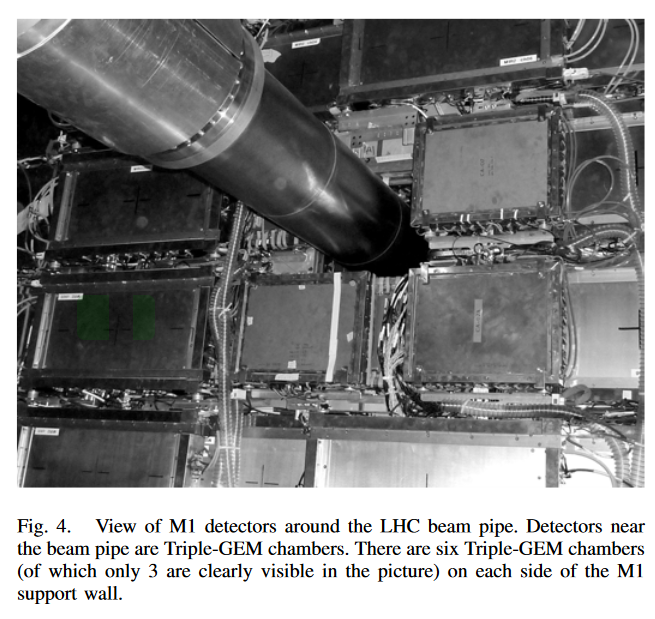 Fig. 4. View of M1 detectors around the LHC beam pipe. Detectors near
the beam pipe are Triple-GEM chambers. There are six Triple-GEM chambers
(of which only 3 are clearly visible in the picture) on each side of the M1
support wall.